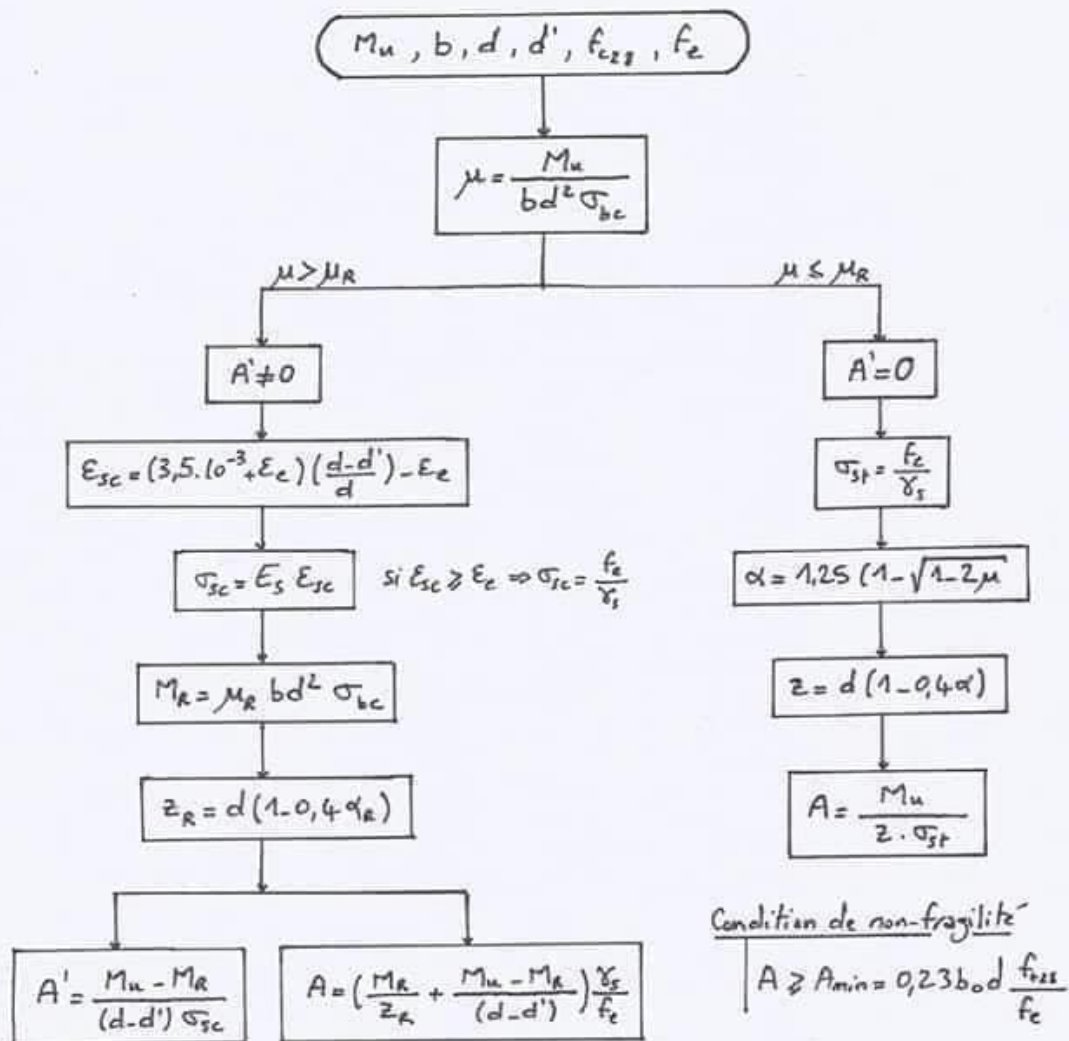 Mu , b , d , d' , fc28 , fe
μ = Mu / bd² σbc
μ > μR
μ ≤ μR
A' ≠ 0
εsc = (3,5.10⁻³ + εe) ((d-d')/d) - εe
σsc = Es εsc
si εsc ≥ εe ⇒ σsc = fe/γs
MR = μR bd² σbc
zR = d (1-0,4 αR)
A' = (Mu - MR) / ((d-d') σsc)
A = (MR/zR + (Mu - MR)/(d-d')) γs/fe
A' = 0
σst = fe/γs
α = 1,25 (1-√1-2μ
z = d (1-0,4α)
A = Mu / z . σst
Condition de non-fragilité
A ≥ Amin = 0,23 b₀ d ft28/fe